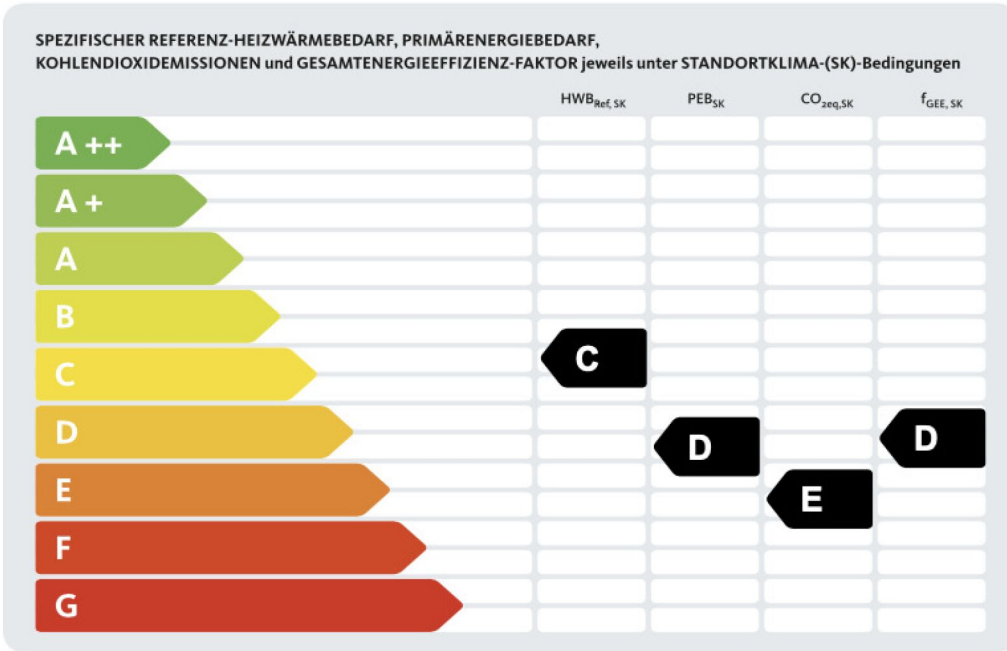 SPEZIFISCHER REFERENZ-HEIZWÄRMEBEDARF, PRIMÄRENERGIEBEDARF,
KOHLENDIOXIDEMISSIONEN und GESAMTENERGIEEFFIZIENZ-FAKTOR jeweils unter STANDORTKLIMA-(SK)-Bedingungen
HWBRef, SK PEBSK CO2eq,SK fGEE, SK
A ++
A +
A
B
C C
D D D
E E
F
G